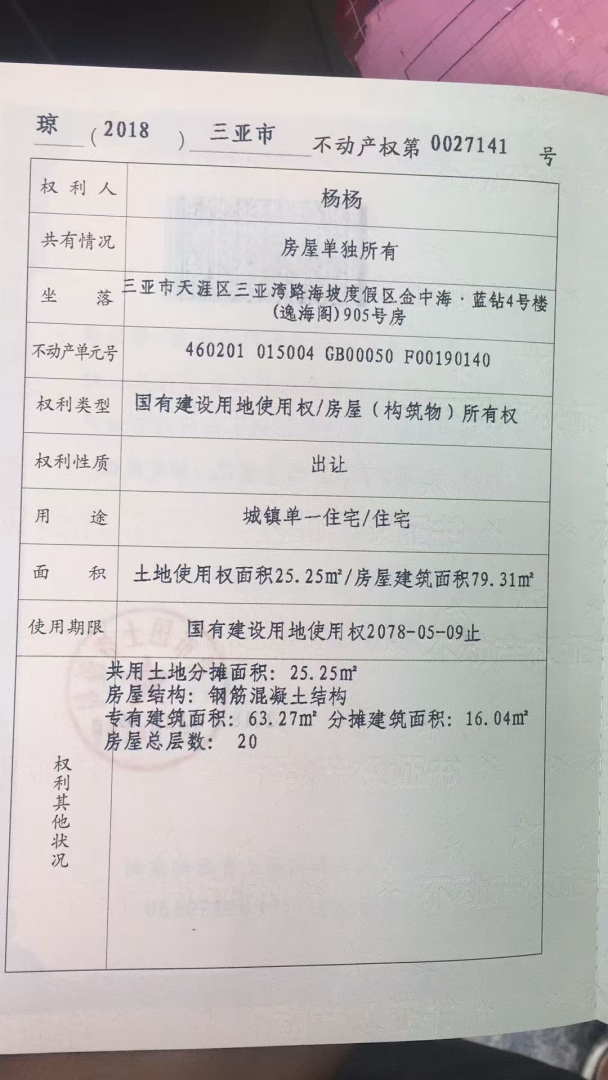 琼(2018)三亚市不动产权第0027141号
权利人 杨杨
共有情况 房屋单独所有
坐落 三亚市天涯区三亚湾路海坡度假区金中海·蓝钻4号楼
(逸海阁)905号房
不动产单元号 460201 015004 GB00050 F00190140
权利类型 国有建设用地使用权/房屋(构筑物)所有权
权利性质 出让
用途 城镇单一住宅/住宅
面积 土地使用权面积25.25㎡/房屋建筑面积79.31㎡
使用期限 国有建设用地使用权2078-05-09止
权利其他状况
共用土地分摊面积: 25.25㎡
房屋结构: 钢筋混凝土结构
专有建筑面积: 63.27㎡ 分摊建筑面积: 16.04㎡
房屋总层数: 20